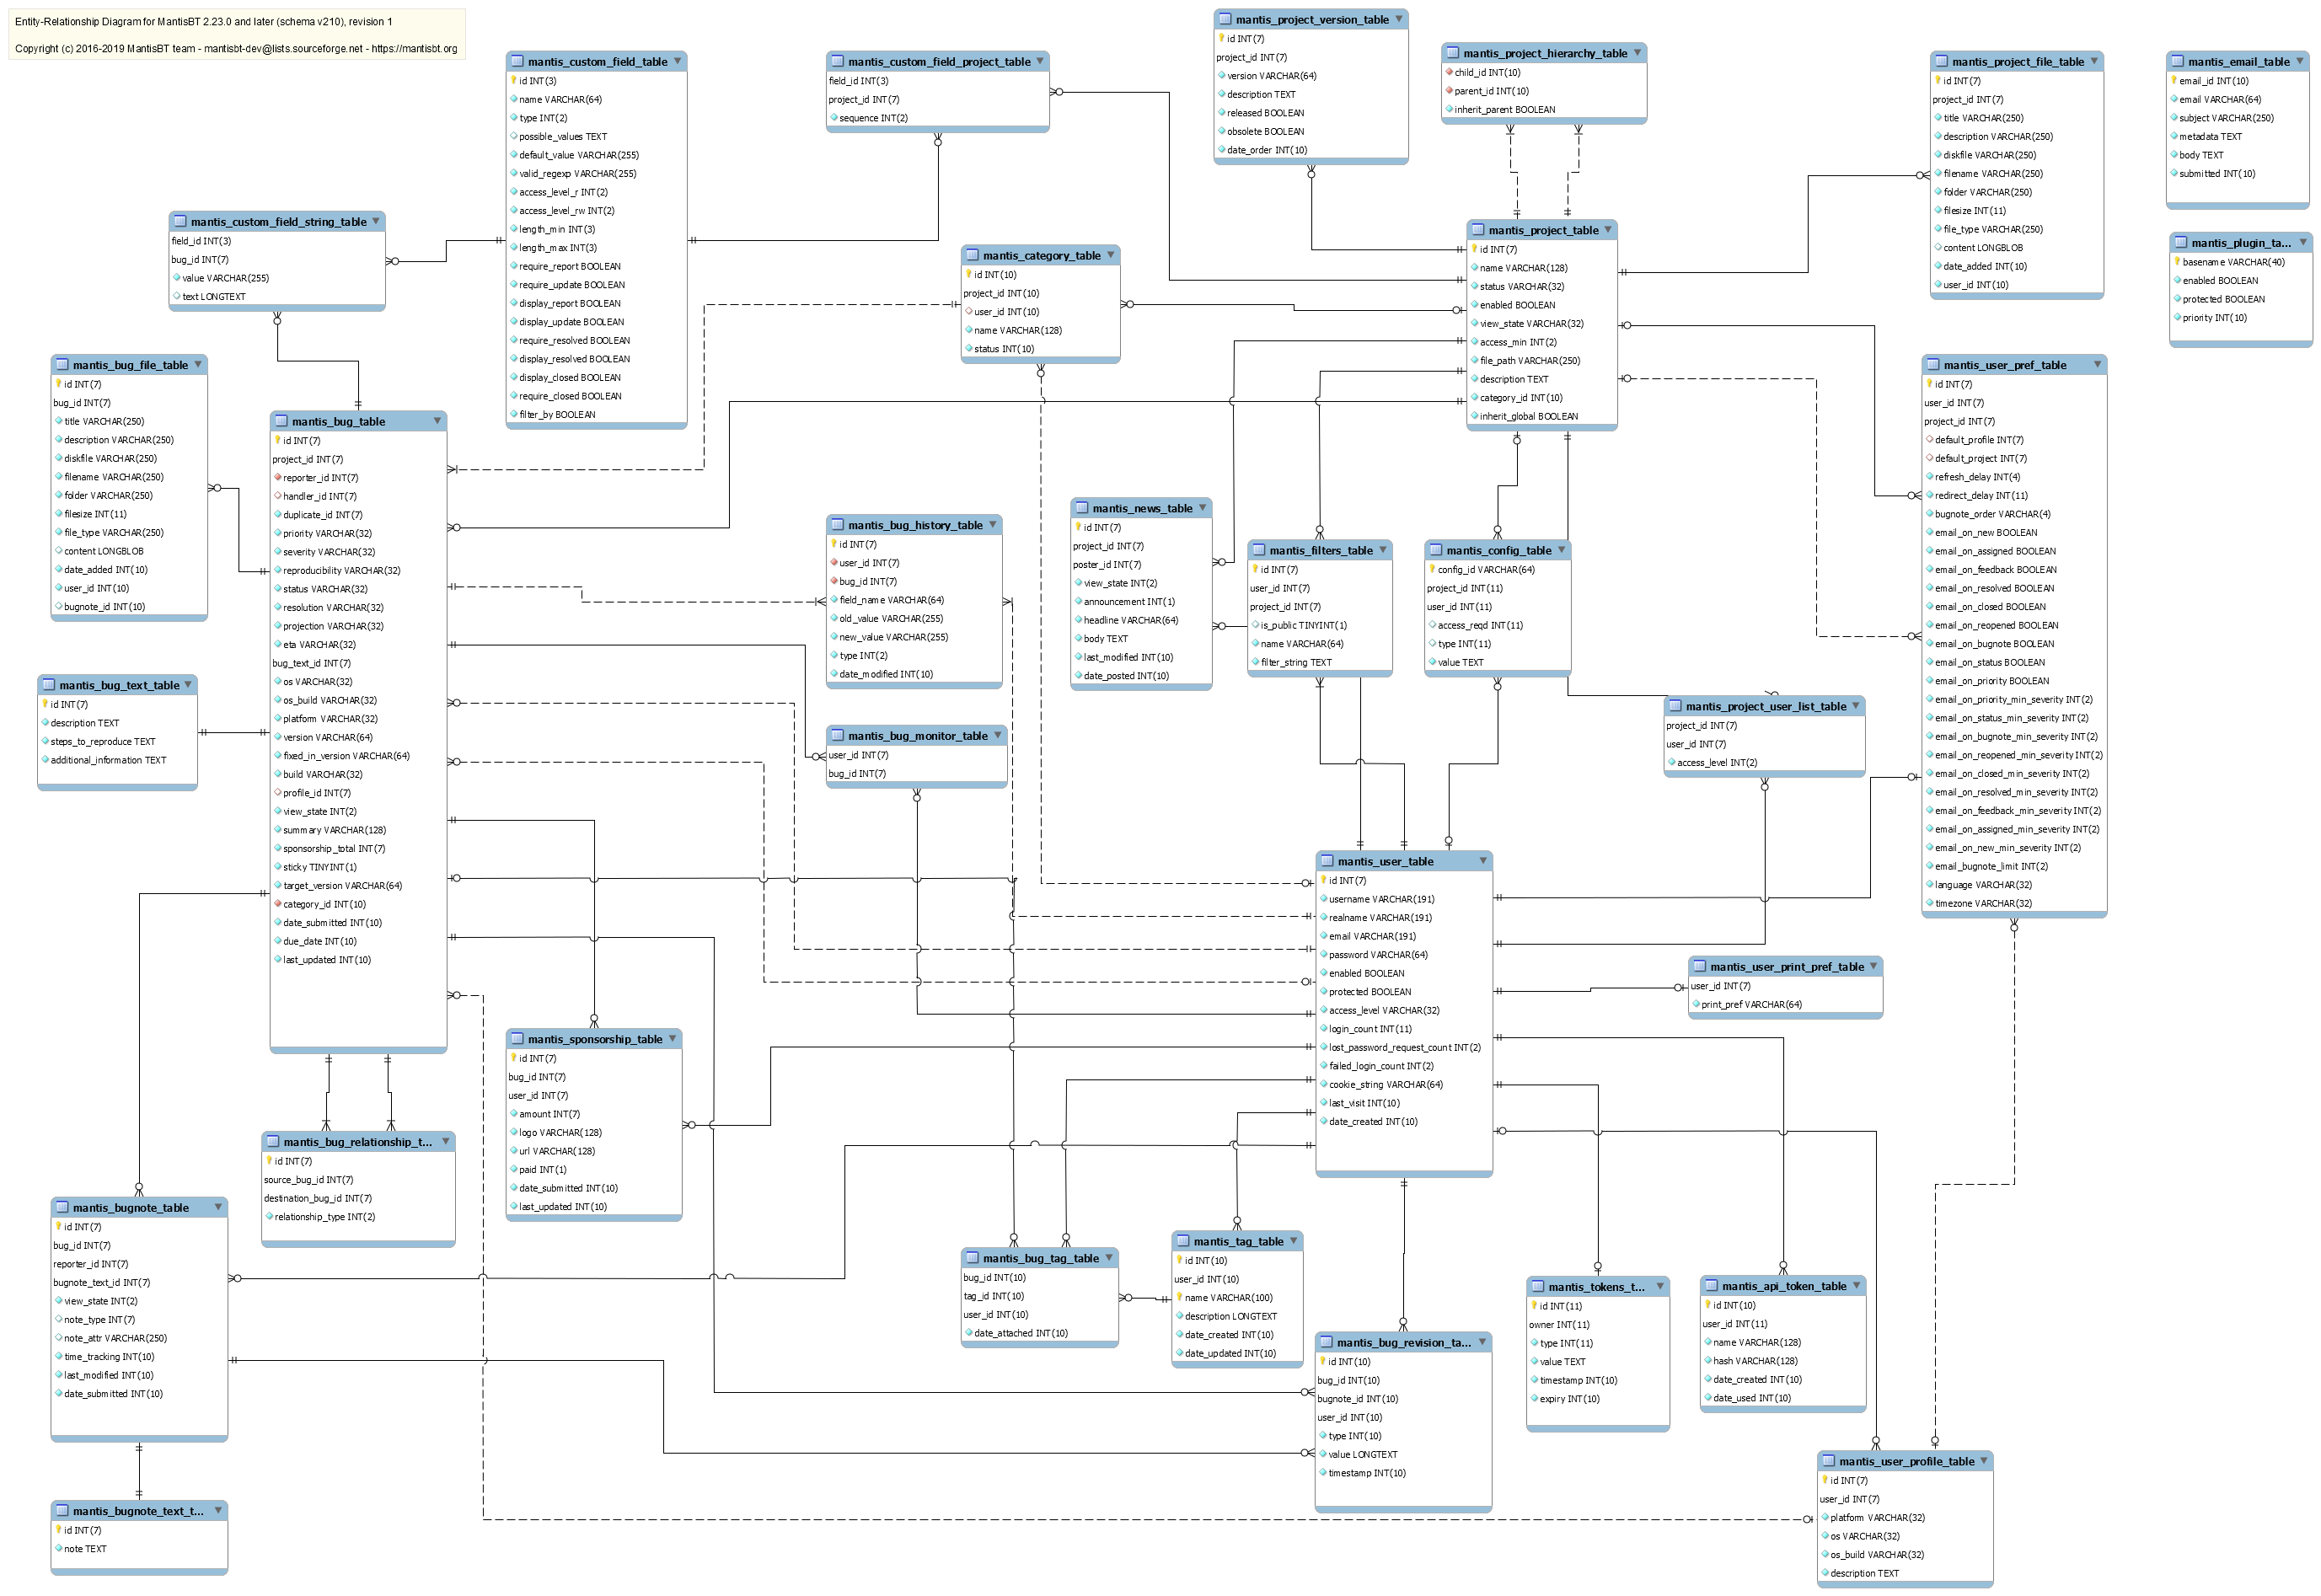 Entity-Relationship Diagram for MantisBT 2.23.0 and later (schema v210), revision 1
Copyright (c) 2016-2019 MantisBT team - mantisbt-dev@lists.sourceforge.net - https://mantisbt.org
mantis_custom_field_table
id INT(3)
name VARCHAR(64)
type INT(2)
possible_values TEXT
default_value VARCHAR(255)
valid_regexp VARCHAR(255)
access_level_r INT(2)
access_level_rw INT(2)
length_min INT(3)
length_max INT(3)
require_report BOOLEAN
require_update BOOLEAN
display_report BOOLEAN
display_update BOOLEAN
require_resolved BOOLEAN
display_resolved BOOLEAN
display_closed BOOLEAN
require_closed BOOLEAN
filter_by BOOLEAN
mantis_custom_field_project_table
field_id INT(3)
project_id INT(7)
sequence INT(2)
mantis_project_version_table
id INT(7)
project_id INT(7)
version VARCHAR(64)
description TEXT
released BOOLEAN
obsolete BOOLEAN
date_order INT(10)
mantis_project_hierarchy_table
child_id INT(10)
parent_id INT(10)
inherit_parent BOOLEAN
mantis_project_file_table
id INT(7)
project_id INT(7)
title VARCHAR(250)
description VARCHAR(250)
diskfile VARCHAR(250)
filename VARCHAR(250)
folder VARCHAR(250)
filesize INT(11)
file_type VARCHAR(250)
content LONGBLOB
date_added INT(10)
user_id INT(10)
mantis_email_table
email_id INT(10)
email VARCHAR(64)
subject VARCHAR(250)
metadata TEXT
body TEXT
submitted INT(10)
mantis_plugin_ta...
basename VARCHAR(40)
enabled BOOLEAN
protected BOOLEAN
priority INT(10)
mantis_custom_field_string_table
field_id INT(3)
bug_id INT(7)
value VARCHAR(255)
text LONGTEXT
mantis_category_table
id INT(10)
project_id INT(10)
user_id INT(10)
name VARCHAR(128)
status INT(10)
mantis_project_table
id INT(7)
name VARCHAR(128)
status VARCHAR(32)
enabled BOOLEAN
view_state VARCHAR(32)
access_min INT(2)
file_path VARCHAR(250)
description TEXT
category_id INT(10)
inherit_global BOOLEAN
mantis_bug_file_table
id INT(7)
bug_id INT(7)
title VARCHAR(250)
description VARCHAR(250)
diskfile VARCHAR(250)
filename VARCHAR(250)
folder VARCHAR(250)
filesize INT(11)
file_type VARCHAR(250)
content LONGBLOB
date_added INT(10)
user_id INT(10)
bugnote_id INT(10)
mantis_bug_table
id INT(7)
project_id INT(7)
reporter_id INT(7)
handler_id INT(7)
duplicate_id INT(7)
priority VARCHAR(32)
severity VARCHAR(32)
reproducibility VARCHAR(32)
status VARCHAR(32)
resolution VARCHAR(32)
projection VARCHAR(32)
eta VARCHAR(32)
bug_text_id INT(7)
os VARCHAR(32)
os_build VARCHAR(32)
platform VARCHAR(32)
version VARCHAR(64)
fixed_in_version VARCHAR(64)
build VARCHAR(32)
profile_id INT(7)
view_state INT(2)
summary VARCHAR(128)
sponsorship_total INT(7)
sticky TINYINT(1)
target_version VARCHAR(64)
category_id INT(10)
date_submitted INT(10)
due_date INT(10)
last_updated INT(10)
mantis_user_pref_table
id INT(7)
user_id INT(7)
project_id INT(7)
default_profile INT(7)
default_project INT(7)
refresh_delay INT(4)
redirect_delay INT(11)
bugnote_order VARCHAR(4)
email_on_new BOOLEAN
email_on_assigned BOOLEAN
email_on_feedback BOOLEAN
email_on_resolved BOOLEAN
email_on_closed BOOLEAN
email_on_reopened BOOLEAN
email_on_bugnote BOOLEAN
email_on_status BOOLEAN
email_on_priority BOOLEAN
email_on_priority_min_severity INT(2)
email_on_status_min_severity INT(2)
email_on_bugnote_min_severity INT(2)
email_on_reopened_min_severity INT(2)
email_on_closed_min_severity INT(2)
email_on_resolved_min_severity INT(2)
email_on_feedback_min_severity INT(2)
email_on_assigned_min_severity INT(2)
email_on_new_min_severity INT(2)
email_bugnote_limit INT(2)
language VARCHAR(32)
timezone VARCHAR(32)
mantis_bug_history_table
id INT(7)
user_id INT(7)
bug_id INT(7)
field_name VARCHAR(64)
old_value VARCHAR(255)
new_value VARCHAR(255)
type INT(2)
date_modified INT(10)
mantis_news_table
id INT(7)
project_id INT(7)
poster_id INT(7)
view_state INT(2)
announcement INT(1)
headline VARCHAR(64)
body TEXT
last_modified INT(10)
date_posted INT(10)
mantis_filters_table
id INT(7)
user_id INT(7)
project_id INT(7)
is_public TINYINT(1)
name VARCHAR(64)
filter_string TEXT
mantis_config_table
config_id VARCHAR(64)
project_id INT(11)
user_id INT(11)
access_reqd INT(11)
type INT(11)
value TEXT
mantis_bug_text_table
id INT(7)
description TEXT
steps_to_reproduce TEXT
additional_information TEXT
mantis_bug_monitor_table
user_id INT(7)
bug_id INT(7)
mantis_project_user_list_table
project_id INT(7)
user_id INT(7)
access_level INT(2)
mantis_user_table
id INT(7)
username VARCHAR(191)
realname VARCHAR(191)
email VARCHAR(191)
password VARCHAR(64)
enabled BOOLEAN
protected BOOLEAN
access_level VARCHAR(32)
login_count INT(11)
lost_password_request_count INT(2)
failed_login_count INT(2)
cookie_string VARCHAR(64)
last_visit INT(10)
date_created INT(10)
mantis_user_print_pref_table
user_id INT(7)
print_pref VARCHAR(64)
mantis_sponsorship_table
id INT(7)
bug_id INT(7)
user_id INT(7)
amount INT(7)
logo VARCHAR(128)
url VARCHAR(128)
paid INT(1)
date_submitted INT(10)
last_updated INT(10)
mantis_bug_relationship_t...
id INT(7)
source_bug_id INT(7)
destination_bug_id INT(7)
relationship_type INT(2)
mantis_bugnote_table
id INT(7)
bug_id INT(7)
reporter_id INT(7)
bugnote_text_id INT(7)
view_state INT(2)
note_type INT(7)
note_attr VARCHAR(250)
time_tracking INT(10)
last_modified INT(10)
date_submitted INT(10)
mantis_bug_tag_table
bug_id INT(10)
tag_id INT(10)
user_id INT(10)
date_attached INT(10)
mantis_tag_table
id INT(10)
user_id INT(10)
name VARCHAR(100)
description LONGTEXT
date_created INT(10)
date_updated INT(10)
mantis_bug_revision_ta...
id INT(10)
bug_id INT(10)
bugnote_id INT(10)
user_id INT(10)
type INT(10)
value LONGTEXT
timestamp INT(10)
mantis_tokens_t...
id INT(11)
owner INT(11)
type INT(11)
value TEXT
timestamp INT(10)
expiry INT(10)
mantis_api_token_table
id INT(10)
user_id INT(11)
name VARCHAR(128)
hash VARCHAR(128)
date_created INT(10)
date_used INT(10)
mantis_user_profile_table
id INT(7)
user_id INT(7)
platform VARCHAR(32)
os VARCHAR(32)
os_build VARCHAR(32)
description TEXT
mantis_bugnote_text_t...
id INT(7)
note TEXT